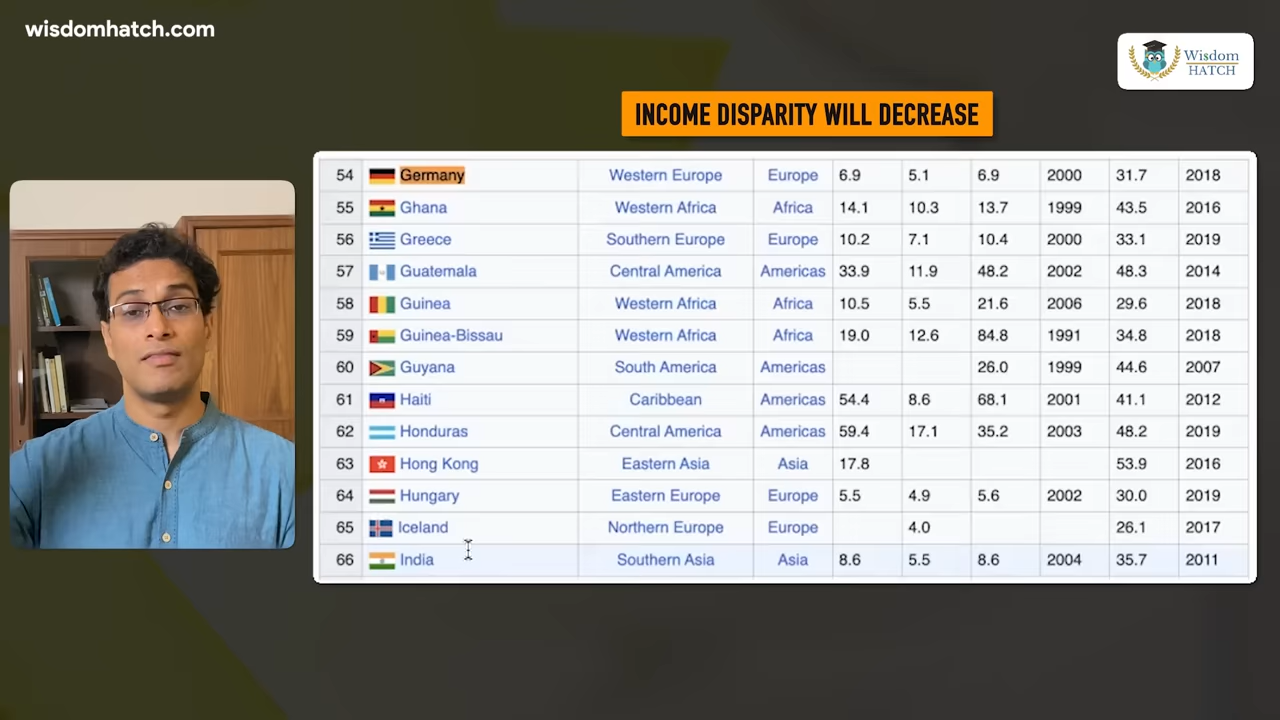 wisdomhatch.com
Wisdom
HATCH
INCOME DISPARITY WILL DECREASE
54 Germany Western Europe Europe 6.9 5.1 6.9 2000 31.7 2018
55 Ghana Western Africa Africa 14.1 10.3 13.7 1999 43.5 2016
56 Greece Southern Europe Europe 10.2 7.1 10.4 2000 33.1 2019
57 Guatemala Central America Americas 33.9 11.9 48.2 2002 48.3 2014
58 Guinea Western Africa Africa 10.5 5.5 21.6 2006 29.6 2018
59 Guinea-Bissau Western Africa Africa 19.0 12.6 84.8 1991 34.8 2018
60 Guyana South America Americas 26.0 1999 44.6 2007
61 Haiti Caribbean Americas 54.4 8.6 68.1 2001 41.1 2012
62 Honduras Central America Americas 59.4 17.1 35.2 2003 48.2 2019
63 Hong Kong Eastern Asia Asia 17.8 53.9 2016
64 Hungary Eastern Europe Europe 5.5 4.9 5.6 2002 30.0 2019
65 Iceland Northern Europe Europe 4.0 26.1 2017
66 India Southern Asia Asia 8.6 5.5 8.6 2004 35.7 2011